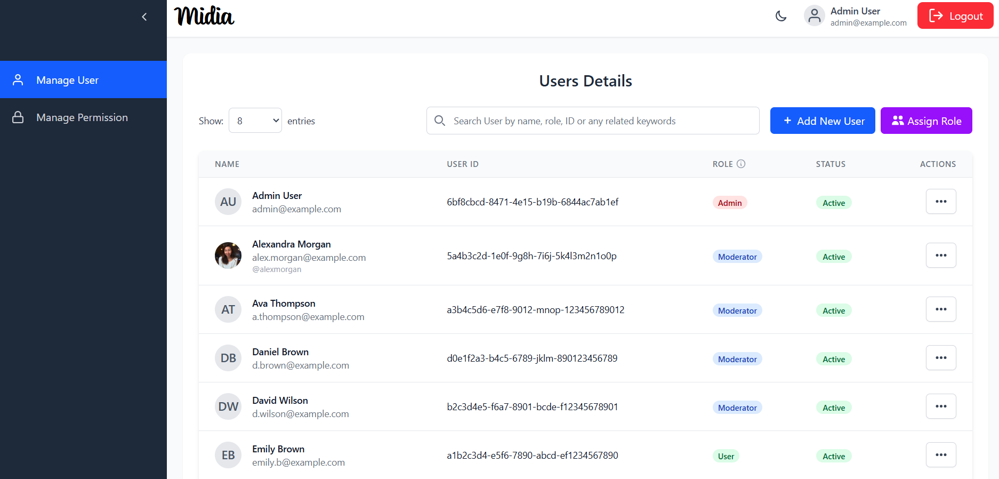 Midia
Admin User
admin@example.com
Logout
Manage User
Manage Permission
Users Details
Show: 8 entries
Search User by name, role, ID or any related keywords
+ Add New User
Assign Role
NAME USER ID ROLE STATUS ACTIONS
AU Admin User
admin@example.com
6bf8cbcd-8471-4e15-b19b-6844ac7ab1ef Admin Active
Alexandra Morgan
alex.morgan@example.com
@alexmorgan
5a4b3c2d-1e0f-9g8h-7i6j-5k4l3m2n1o0p Moderator Active
AT Ava Thompson
a.thompson@example.com
a3b4c5d6-e7f8-9012-mnop-123456789012 Moderator Active
DB Daniel Brown
d.brown@example.com
d0e1f2a3-b4c5-6789-jklm-890123456789 Moderator Active
DW David Wilson
d.wilson@example.com
b2c3d4e5-f6a7-8901-bcde-f12345678901 Moderator Active
EB Emily Brown
emily.b@example.com
a1b2c3d4-e5f6-7890-abcd-ef1234567890 User Active